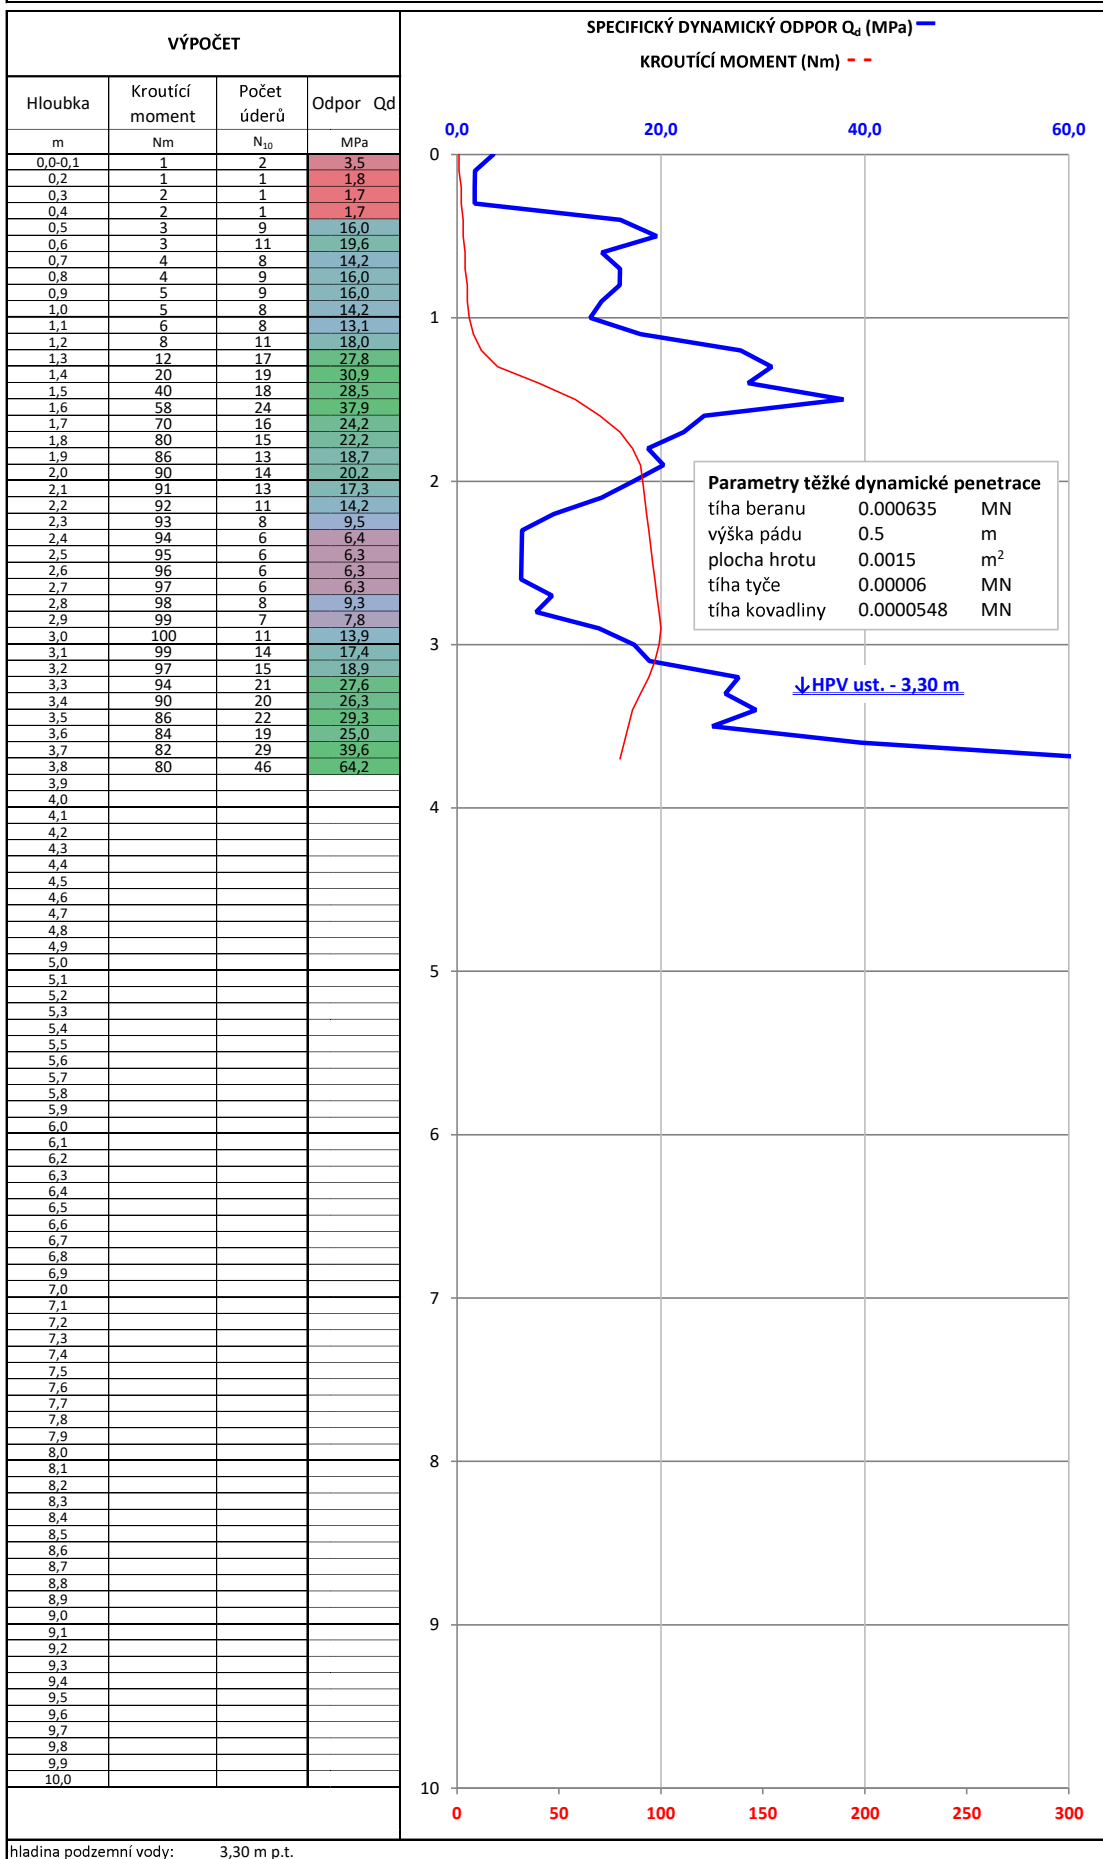 VÝPOČET
Hloubka Kroutící moment Počet úderů Odpor Qd
m Nm N₁₀ MPa
0,0-0,1 1 2 3,5
0,2 1 1 1,8
0,3 2 1 1,7
0,4 2 1 1,7
0,5 3 9 16,0
0,6 3 11 19,6
0,7 4 8 14,2
0,8 4 9 16,0
0,9 5 9 16,0
1,0 5 8 14,2
1,1 6 8 13,1
1,2 8 11 18,0
1,3 12 17 27,8
1,4 20 19 30,9
1,5 40 18 28,5
1,6 58 24 37,9
1,7 70 16 24,2
1,8 80 15 22,2
1,9 86 13 18,7
2,0 90 14 20,2
2,1 91 13 17,3
2,2 92 11 14,2
2,3 93 8 9,5
2,4 94 6 6,4
2,5 95 6 6,3
2,6 96 6 6,3
2,7 97 6 6,3
2,8 98 8 9,3
2,9 99 7 7,8
3,0 100 11 13,9
3,1 99 14 17,4
3,2 97 15 18,9
3,3 94 21 27,6
3,4 90 20 26,3
3,5 86 22 29,3
3,6 84 19 25,0
3,7 82 29 39,6
3,8 80 46 64,2
3,9
4,0
4,1
4,2
4,3
4,4
4,5
4,6
4,7
4,8
4,9
5,0
5,1
5,2
5,3
5,4
5,5
5,6
5,7
5,8
5,9
6,0
6,1
6,2
6,3
6,4
6,5
6,6
6,7
6,8
6,9
7,0
7,1
7,2
7,3
7,4
7,5
7,6
7,7
7,8
7,9
8,0
8,1
8,2
8,3
8,4
8,5
8,6
8,7
8,8
8,9
9,0
9,1
9,2
9,3
9,4
9,5
9,6
9,7
9,8
9,9
10,0
SPECIFICKÝ DYNAMICKÝ ODPOR Qd (MPa)
KROUTÍCÍ MOMENT (Nm)
0,0 20,0 40,0 60,0
0
1
2
3
4
5
6
7
8
9
10
Parametry těžké dynamické penetrace
tíha beranu 0.000635 MN
výška pádu 0.5 m
plocha hrotu 0.0015 m²
tíha tyče 0.00006 MN
tíha kovadliny 0.0000548 MN
↓HPV ust. - 3,30 m
0 50 100 150 200 250 300
hladina podzemní vody: 3,30 m p.t.